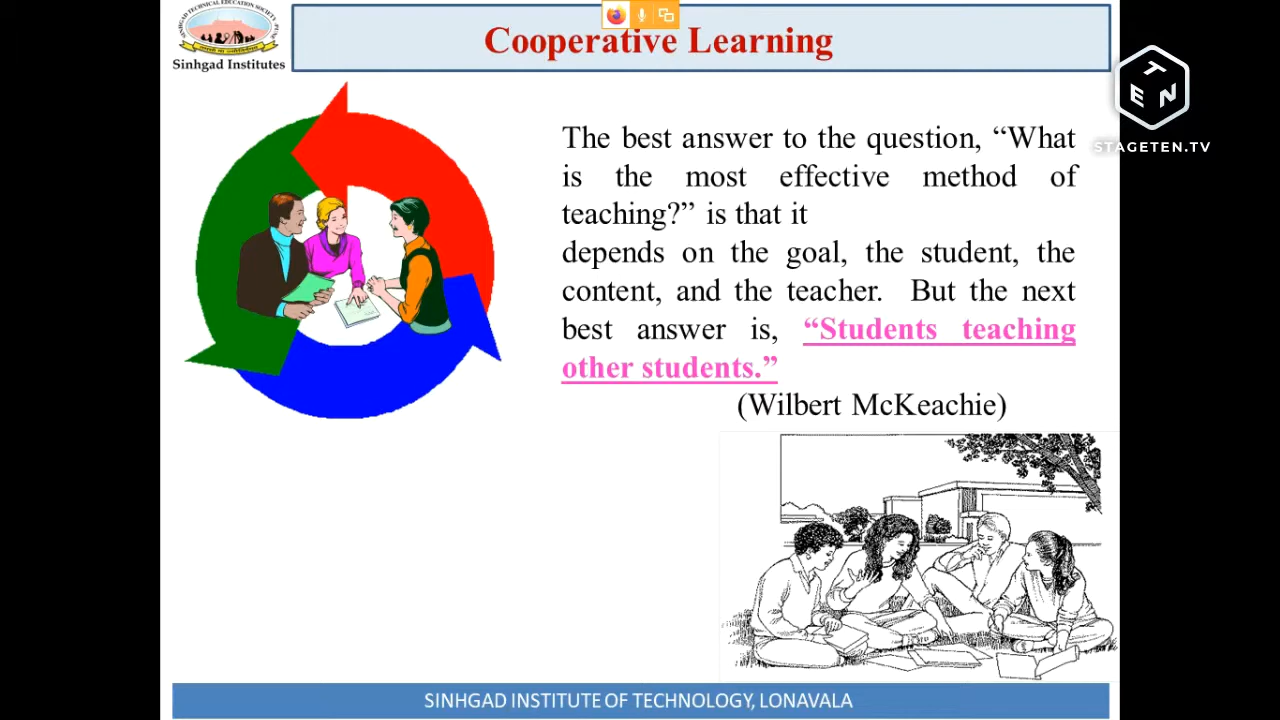 Cooperative Learning
Sinhgad Institutes
TEN
STAGETEN.TV
The best answer to the question, “What
is the most effective method of
teaching?” is that it
depends on the goal, the student, the
content, and the teacher. But the next
best answer is, “Students teaching
other students.”
(Wilbert McKeachie)
SINHGAD INSTITUTE OF TECHNOLOGY, LONAVALA